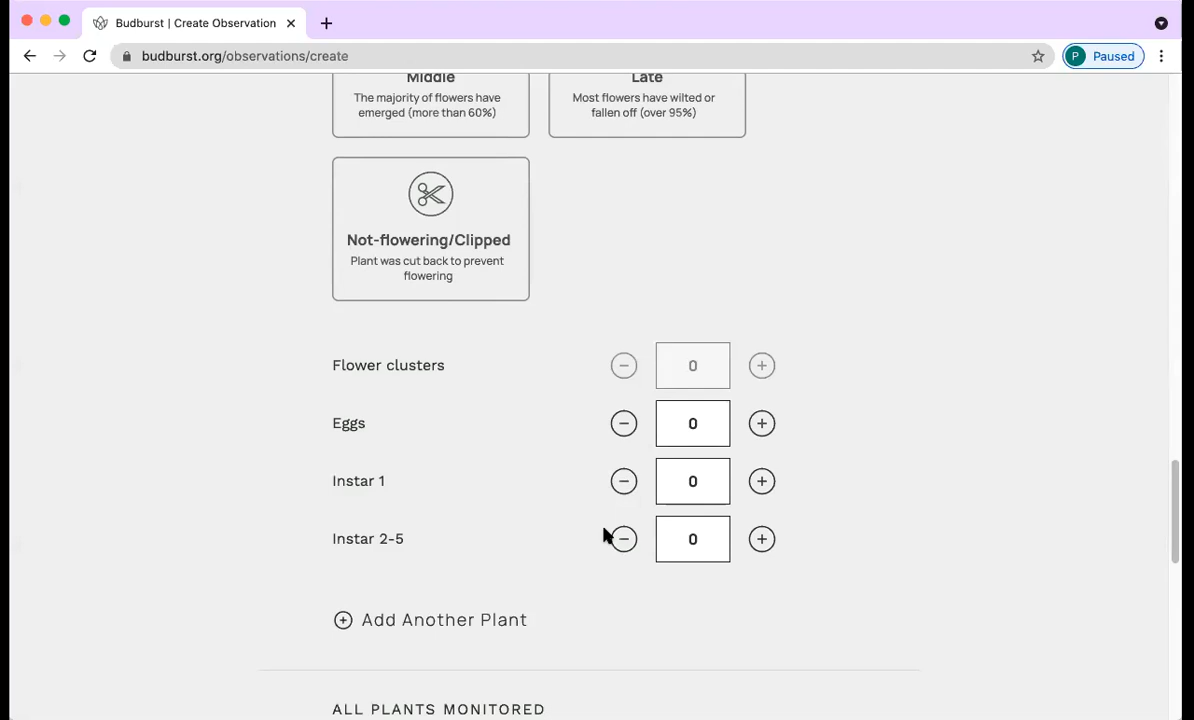 Budburst | Create Observation
budburst.org/observations/create
P Paused
Middle
The majority of flowers have
emerged (more than 60%)
Late
Most flowers have wilted or
fallen off (over 95%)
Not-flowering/Clipped
Plant was cut back to prevent
flowering
Flower clusters 0
Eggs 0
Instar 1 0
Instar 2-5 0
Add Another Plant
ALL PLANTS MONITORED